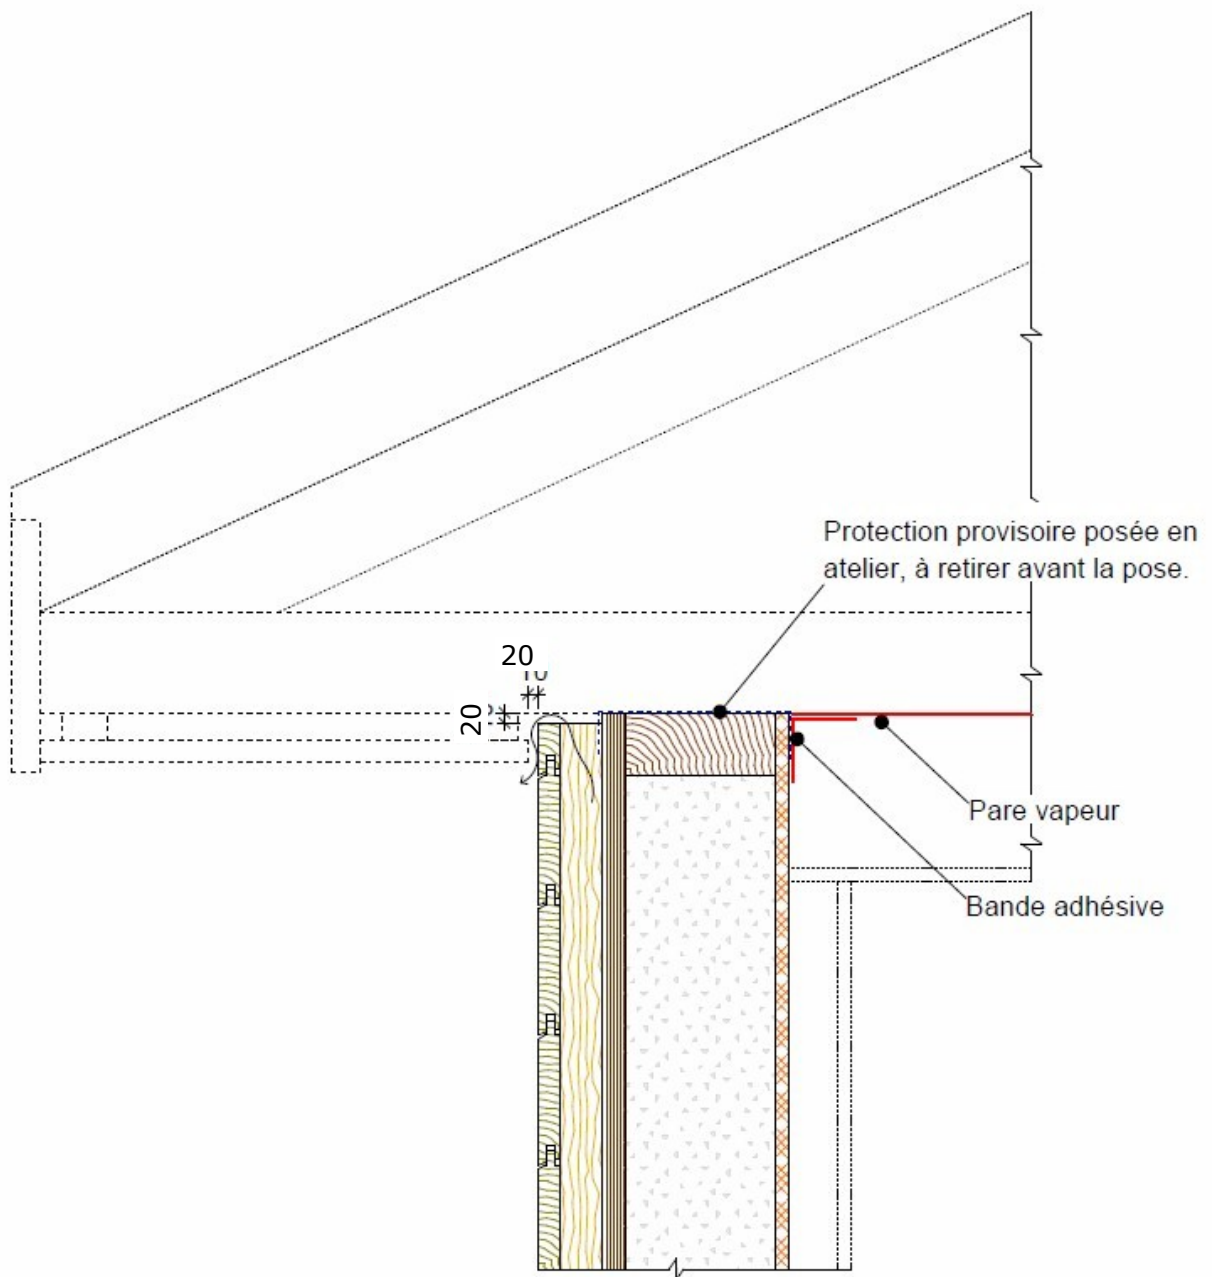 Protection provisoire posée en
atelier, à retirer avant la pose.
20
20
Pare vapeur
Bande adhésive